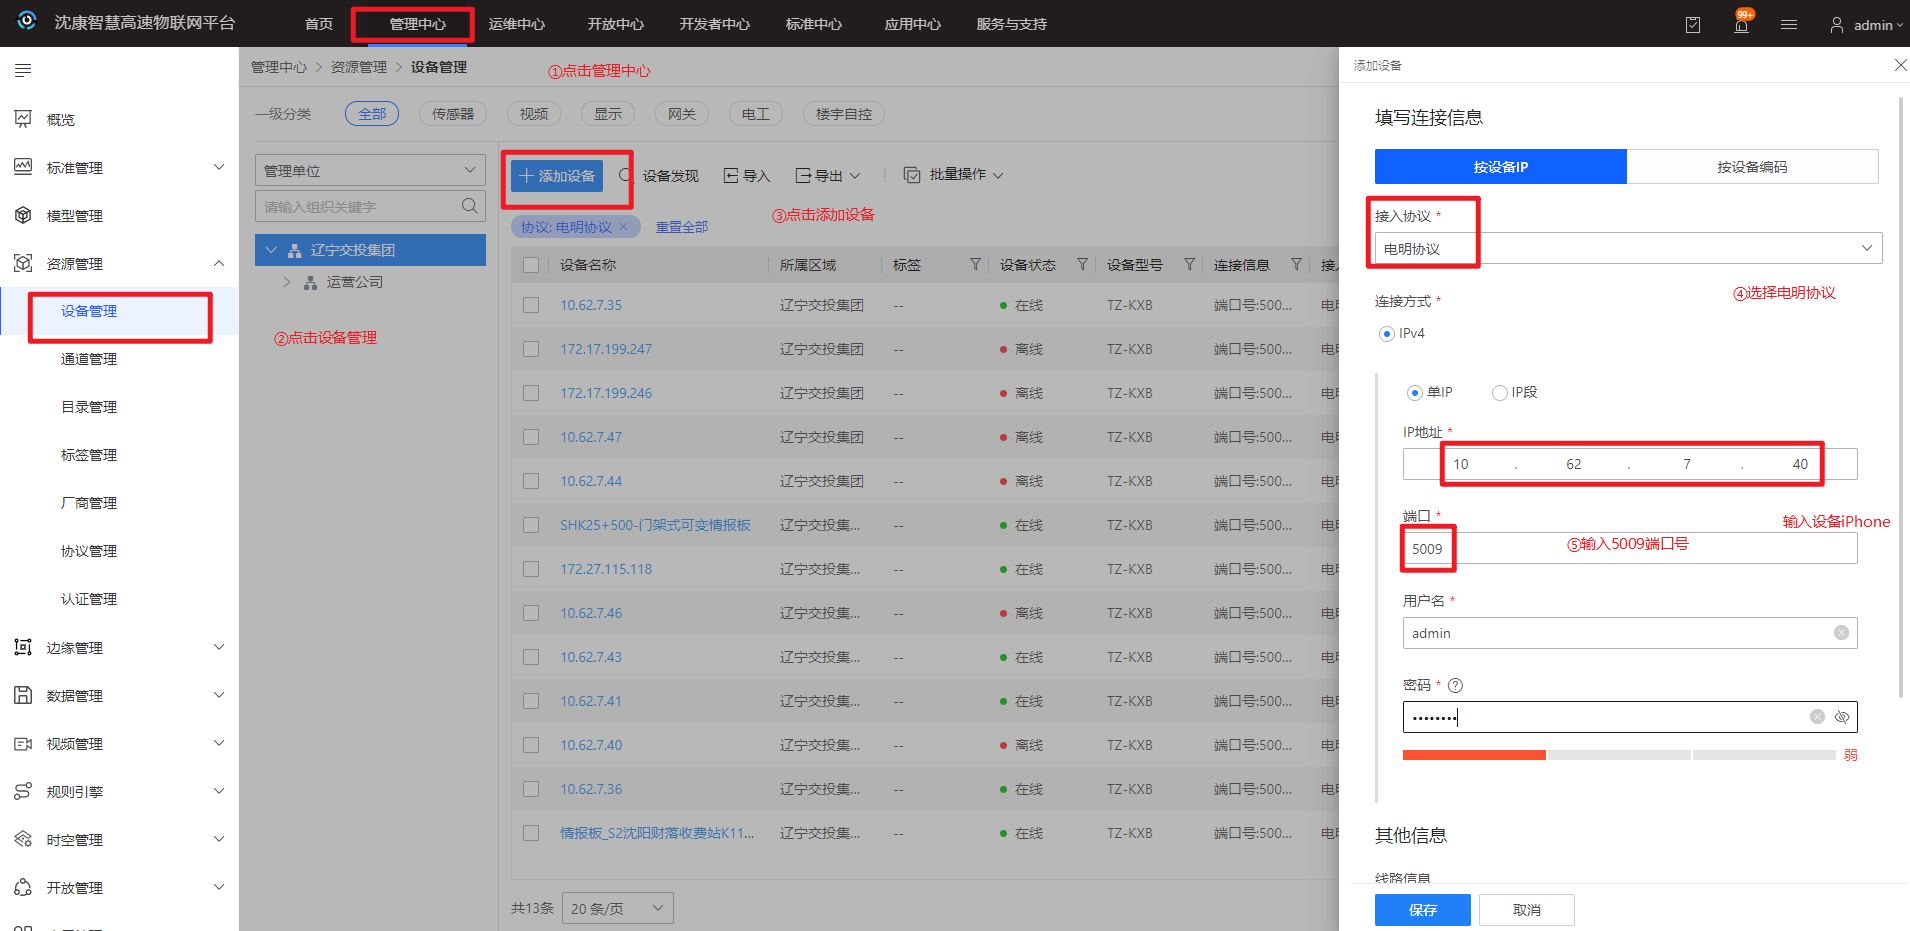 沈康智慧高速物联网平台
首页 管理中心 运维中心 开放中心 开发者中心 标准中心 应用中心 服务与支持
99+
admin
概览
标准管理
模型管理
资源管理
设备管理
通道管理
目录管理
标签管理
厂商管理
协议管理
认证管理
边缘管理
数据管理
视频管理
规则引擎
时空管理
开放管理
管理中心 > 资源管理 > 设备管理
①点击管理中心
一级分类 全部 传感器 视频 显示 网关 电工 楼宇自控
管理单位
请输入组织关键字
辽宁交投集团
运营公司
②点击设备管理
添加设备 设备发现 导入 导出 批量操作
③点击添加设备
协议: 电明协议 × 重置全部
设备名称 所属区域 标签 设备状态 设备型号 连接信息
10.62.7.35 辽宁交投集团 -- 在线 TZ-KXB 端口号:500...
172.17.199.247 辽宁交投集团 -- 离线 TZ-KXB 端口号:500...
172.17.199.246 辽宁交投集团 -- 离线 TZ-KXB 端口号:500...
10.62.7.47 辽宁交投集团 -- 离线 TZ-KXB 端口号:500...
10.62.7.44 辽宁交投集团 -- 离线 TZ-KXB 端口号:500...
SHK25+500-门架式可变情报板 辽宁交投集... -- 在线 TZ-KXB 端口号:500...
172.27.115.118 辽宁交投集... -- 在线 TZ-KXB 端口号:500...
10.62.7.46 辽宁交投集... -- 离线 TZ-KXB 端口号:500...
10.62.7.43 辽宁交投集... -- 在线 TZ-KXB 端口号:500...
10.62.7.41 辽宁交投集... -- 在线 TZ-KXB 端口号:500...
10.62.7.40 辽宁交投集... -- 离线 TZ-KXB 端口号:500...
10.62.7.36 辽宁交投集... -- 在线 TZ-KXB 端口号:500...
情报板_S2沈阳财落收费站K11... 辽宁交投集... -- 在线 TZ-KXB 端口号:500...
共13条 20 条/页
添加设备
填写连接信息
按设备IP 按设备编码
接入协议 *
电明协议
④选择电明协议
连接方式 *
IPv4
单IP IP段
IP地址 *
10 . 62 . 7 . 40
端口 *
输入设备iPhone
5009
⑤输入5009端口号
用户名 *
admin
密码 * ?
••••••••
弱
其他信息
线路信息
保存 取消